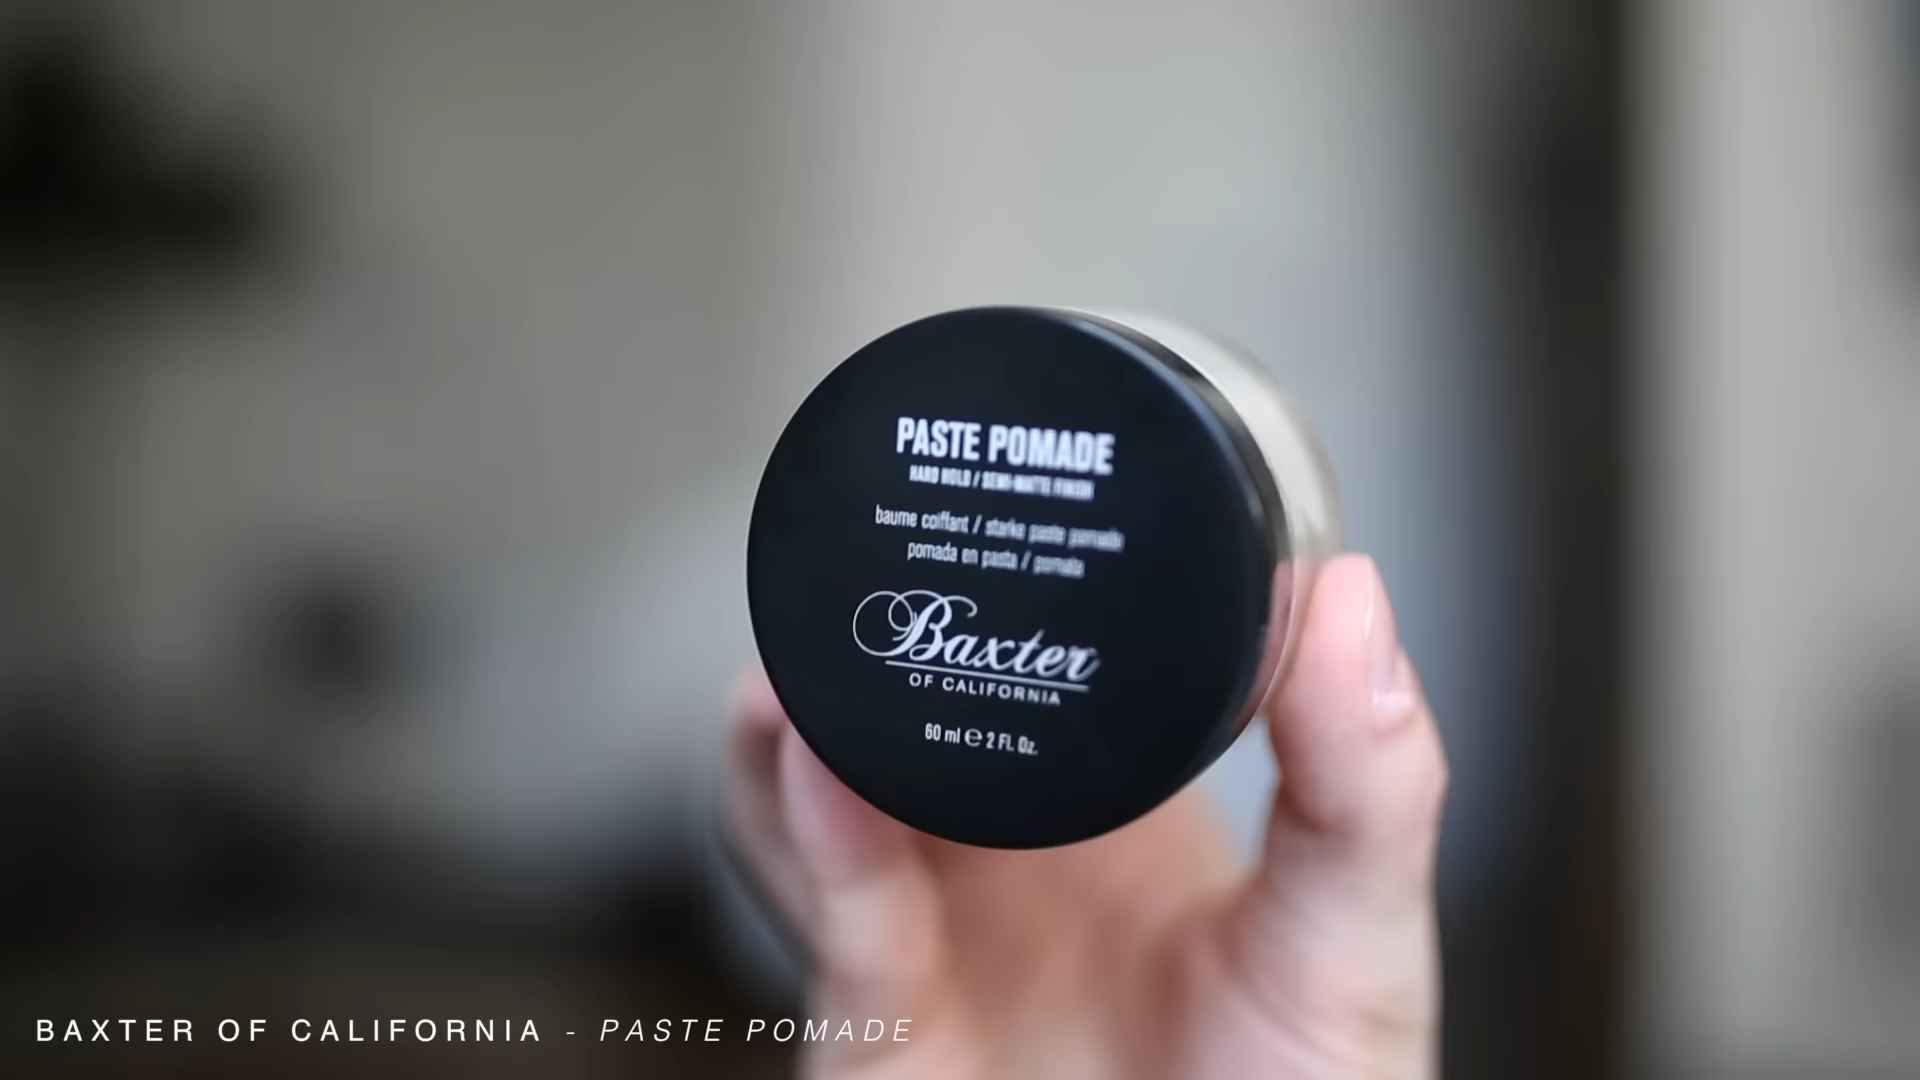 PASTE POMADE
HARD HOLD / SEMI-MATTE FINISH
baume coiffant / starke paste pomade
pomada en pasta / pomata
Baxter
OF CALIFORNIA
60 ml ℮ 2 Fl. Oz.
BAXTER OF CALIFORNIA - PASTE POMADE